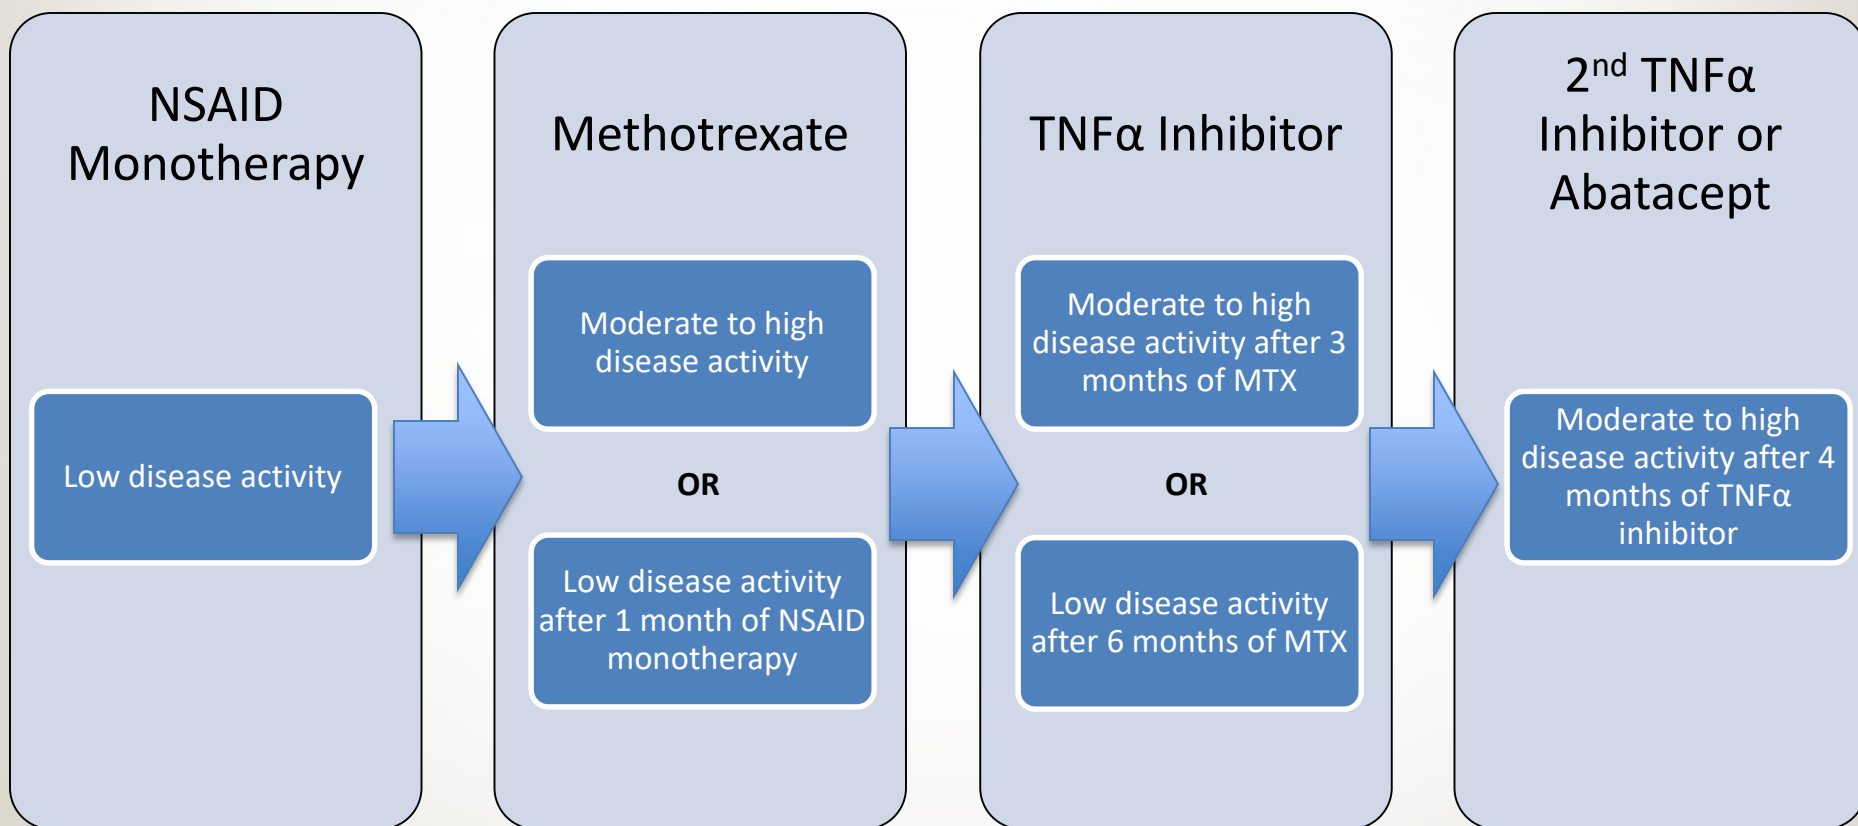 NSAID
Monotherapy
Low disease activity
Methotrexate
Moderate to high
disease activity
OR
Low disease activity
after 1 month of NSAID
monotherapy
TNFα Inhibitor
Moderate to high
disease activity after 3
months of MTX
OR
Low disease activity
after 6 months of MTX
2nd TNFα
Inhibitor or
Abatacept
Moderate to high
disease activity after 4
months of TNFα
inhibitor